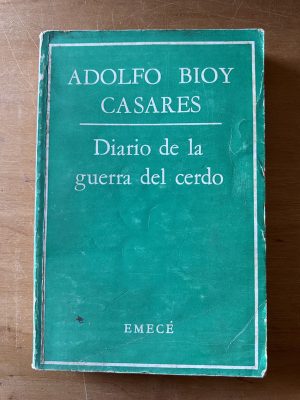 ADOLFO BIOY
CASARES
Diario de la
guerra del cerdo
EMECÉ